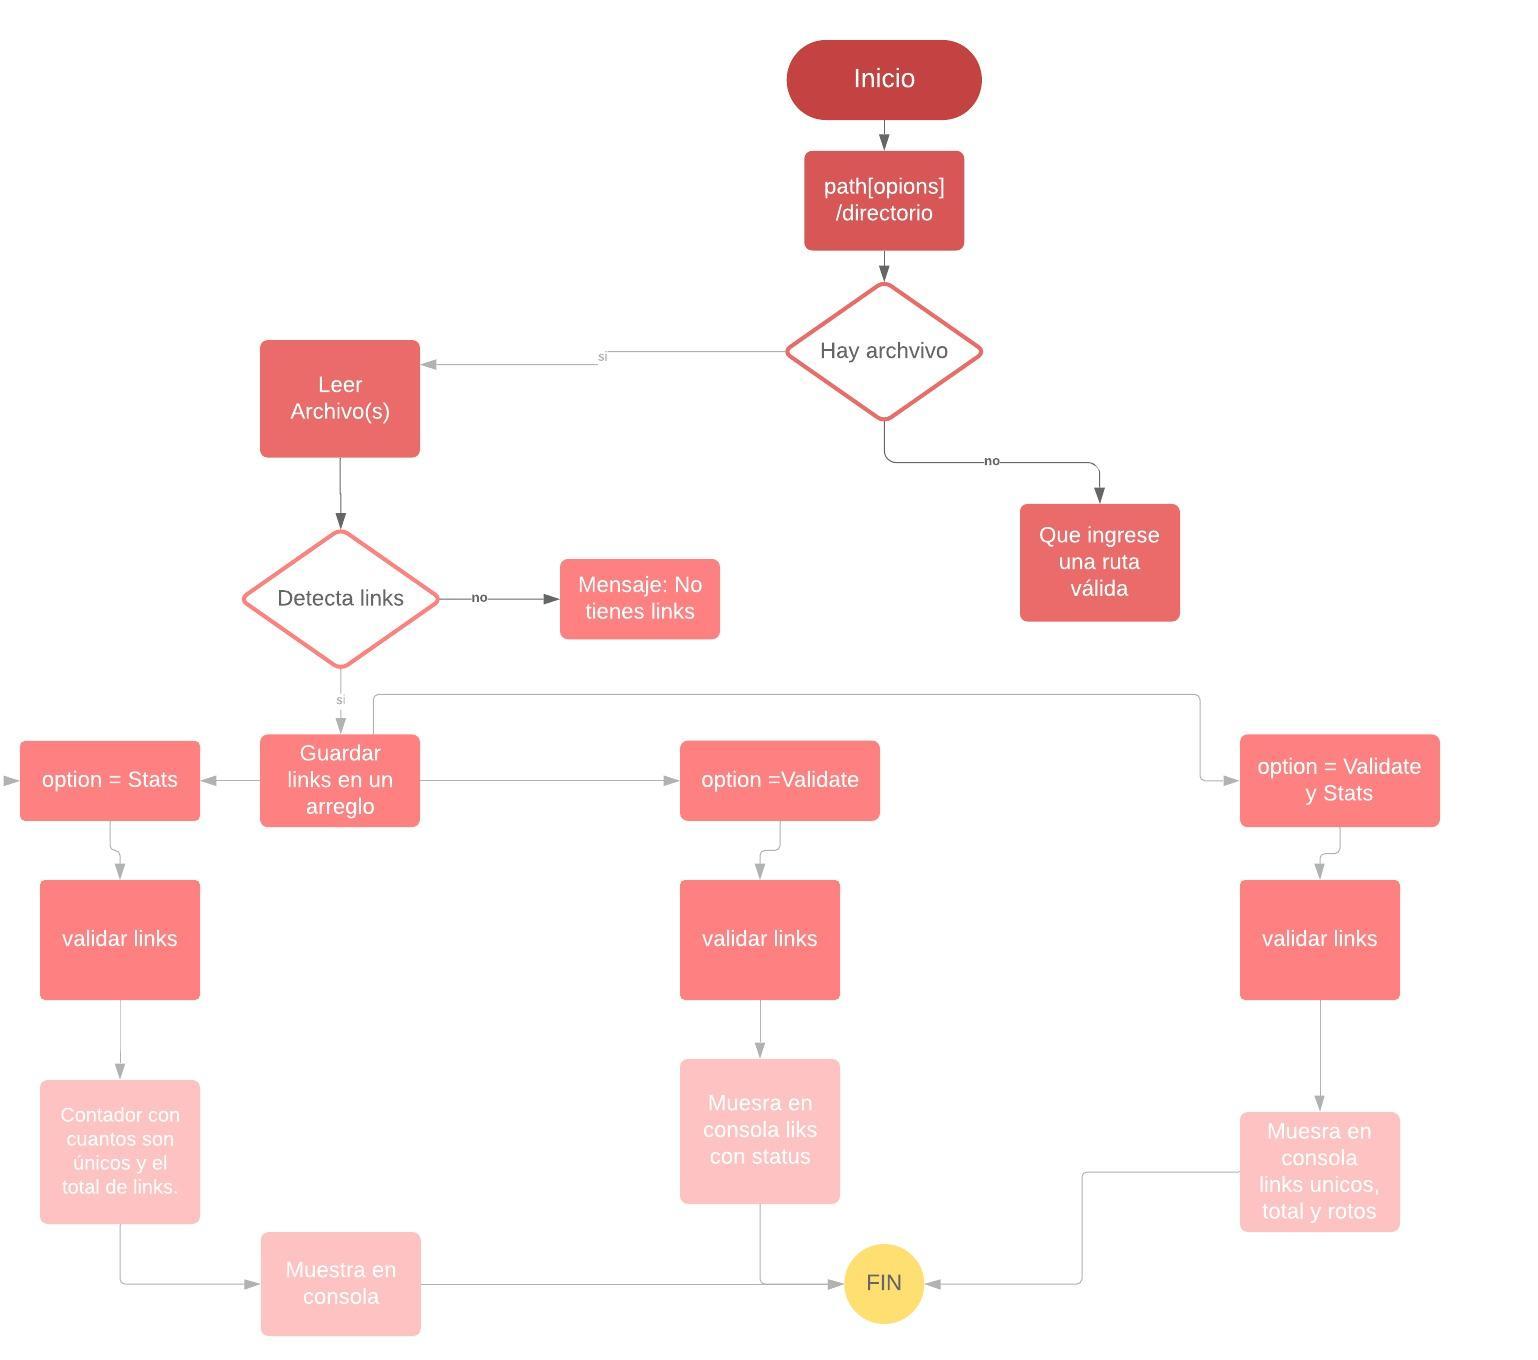 Inicio
path[opions]
/directorio
Hay archvivo
si
Leer
Archivo(s)
no
Que ingrese
una ruta
válida
Detecta links
no
Mensaje: No
tienes links
si
Guardar
links en un
arreglo
option = Stats
option =Validate
option = Validate
y Stats
validar links
validar links
validar links
Contador con
cuantos son
únicos y el
total de links.
Muesra en
consola liks
con status
Muesra en
consola
links unicos,
total y rotos
Muestra en
consola
FIN